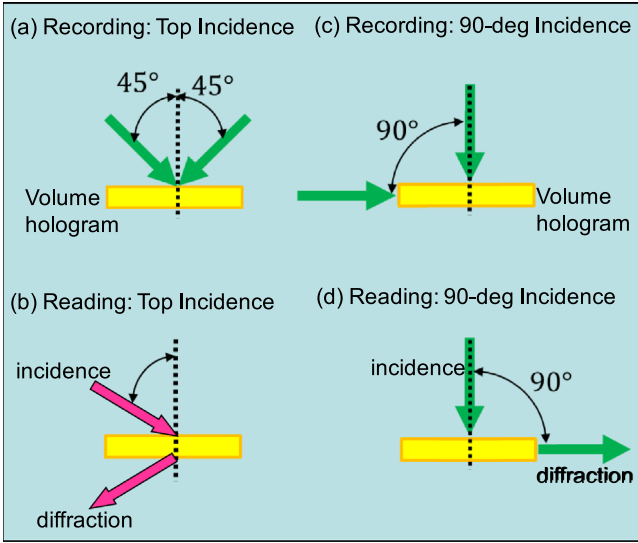 (a) Recording: Top Incidence
45° 45°
Volume
hologram
(c) Recording: 90-deg Incidence
90°
Volume
hologram
(b) Reading: Top Incidence
incidence
diffraction
(d) Reading: 90-deg Incidence
incidence
90°
diffraction